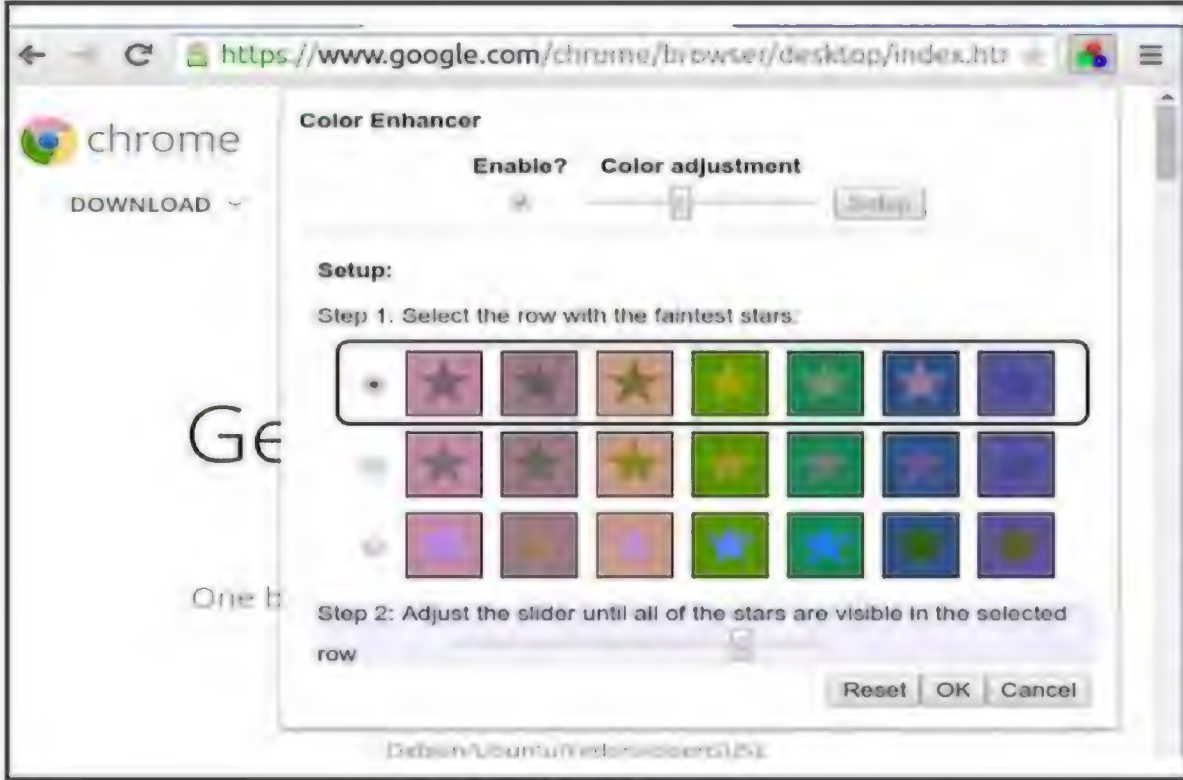 https://www.google.com/chrome/browser/desktop/index.ht
chrome
DOWNLOAD
Color Enhancer
Enable? Color adjustment
Setup
Setup:
Step 1. Select the row with the faintest stars:
Ge
One b
Step 2: Adjust the slider until all of the stars are visible in the selected
row
Reset OK Cancel